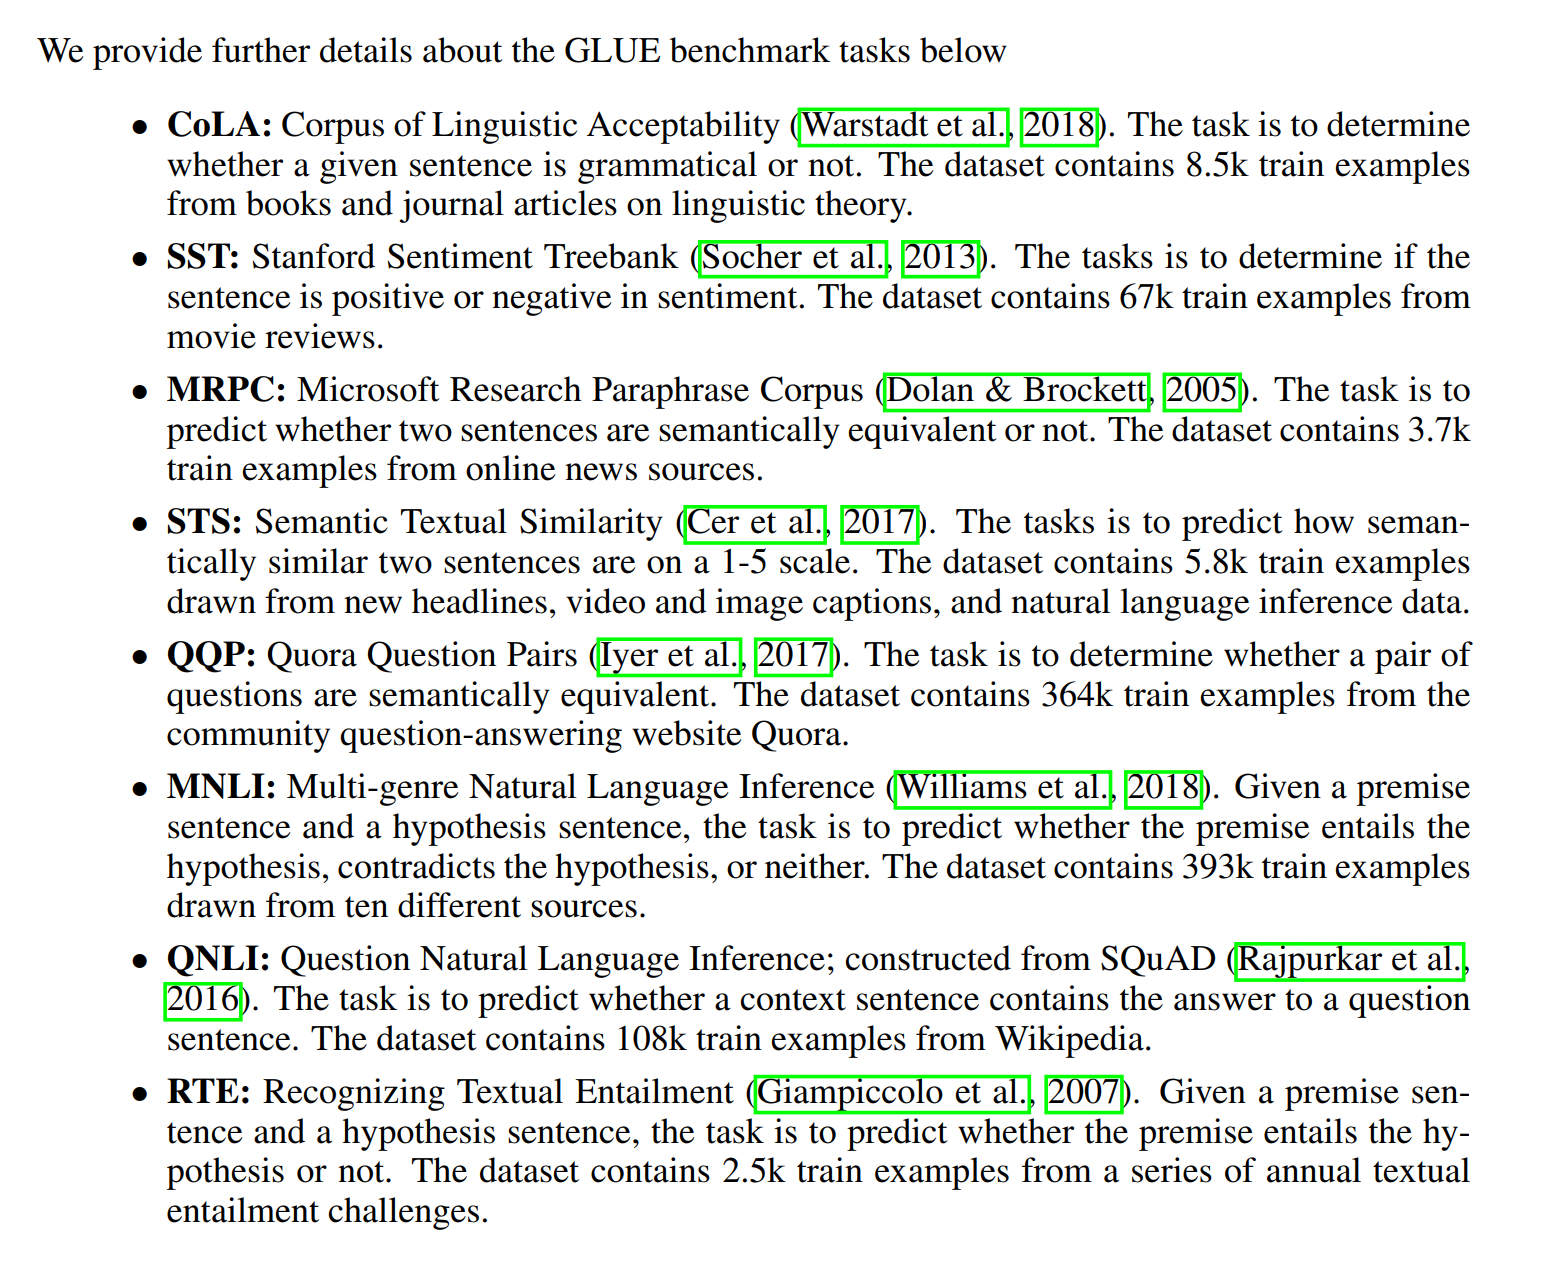 We provide further details about the GLUE benchmark tasks below
• CoLA: Corpus of Linguistic Acceptability (Warstadt et al., 2018). The task is to determine
whether a given sentence is grammatical or not. The dataset contains 8.5k train examples
from books and journal articles on linguistic theory.
• SST: Stanford Sentiment Treebank (Socher et al., 2013). The tasks is to determine if the
sentence is positive or negative in sentiment. The dataset contains 67k train examples from
movie reviews.
• MRPC: Microsoft Research Paraphrase Corpus (Dolan & Brockett, 2005). The task is to
predict whether two sentences are semantically equivalent or not. The dataset contains 3.7k
train examples from online news sources.
• STS: Semantic Textual Similarity (Cer et al., 2017). The tasks is to predict how seman-
tically similar two sentences are on a 1-5 scale. The dataset contains 5.8k train examples
drawn from new headlines, video and image captions, and natural language inference data.
• QQP: Quora Question Pairs (Iyer et al., 2017). The task is to determine whether a pair of
questions are semantically equivalent. The dataset contains 364k train examples from the
community question-answering website Quora.
• MNLI: Multi-genre Natural Language Inference (Williams et al., 2018). Given a premise
sentence and a hypothesis sentence, the task is to predict whether the premise entails the
hypothesis, contradicts the hypothesis, or neither. The dataset contains 393k train examples
drawn from ten different sources.
• QNLI: Question Natural Language Inference; constructed from SQuAD (Rajpurkar et al.,
2016). The task is to predict whether a context sentence contains the answer to a question
sentence. The dataset contains 108k train examples from Wikipedia.
• RTE: Recognizing Textual Entailment (Giampiccolo et al., 2007). Given a premise sen-
tence and a hypothesis sentence, the task is to predict whether the premise entails the hy-
pothesis or not. The dataset contains 2.5k train examples from a series of annual textual
entailment challenges.